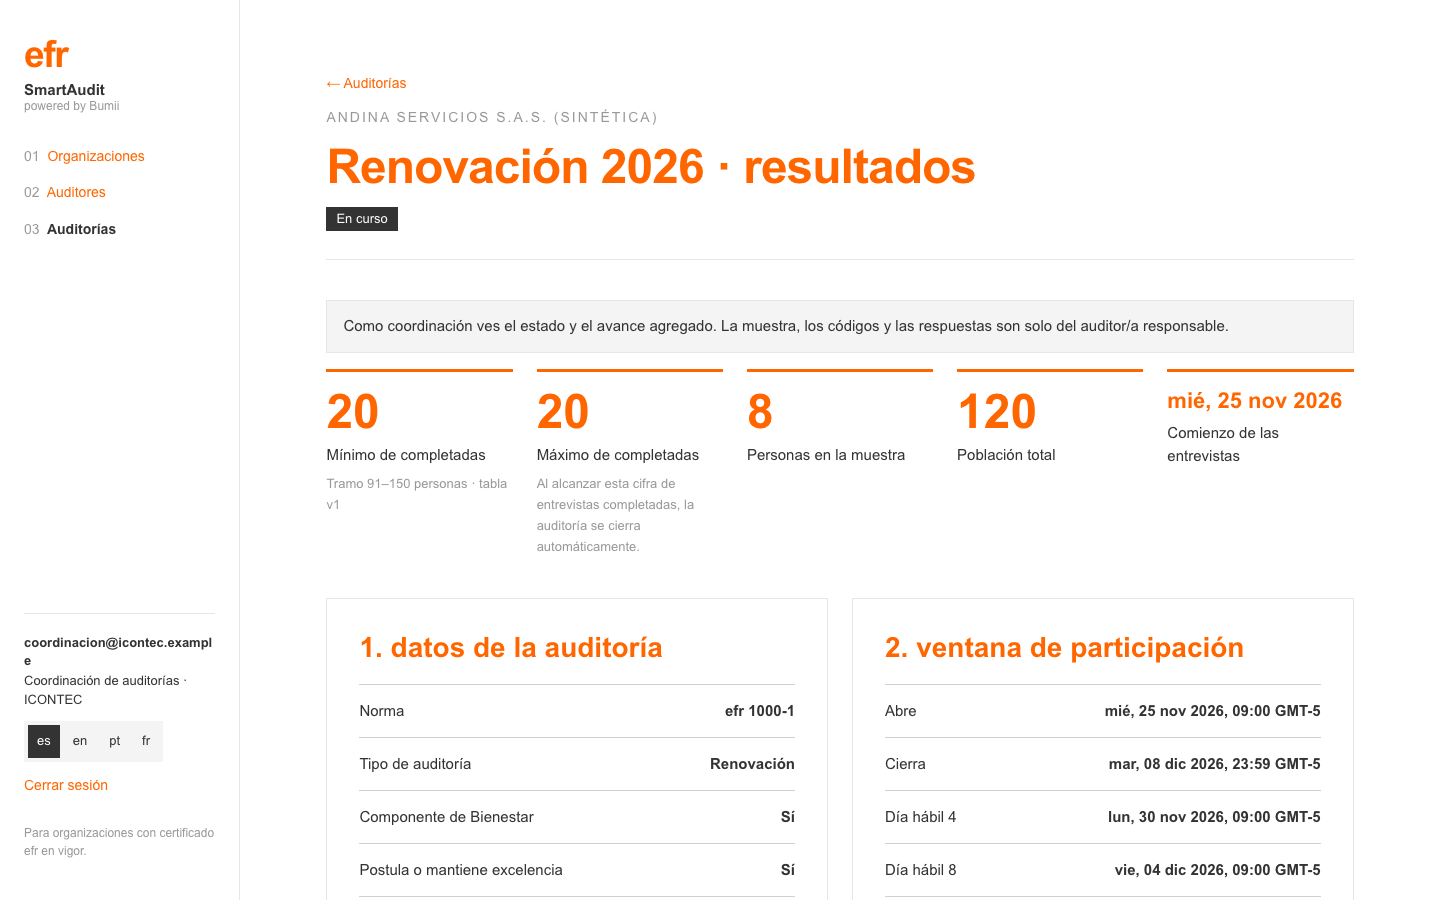 efr
SmartAudit
powered by Bumii
01 Organizaciones
02 Auditores
03 Auditorías
coordinacion@icontec.exampl
e
Coordinación de auditorías ·
ICONTEC
es en pt fr
Cerrar sesión
Para organizaciones con certificado
efr en vigor.
← Auditorías
ANDINA SERVICIOS S.A.S. (SINTÉTICA)
Renovación 2026 · resultados
En curso
Como coordinación ves el estado y el avance agregado. La muestra, los códigos y las respuestas son solo del auditor/a responsable.
20
Mínimo de completadas
Tramo 91–150 personas · tabla
v1
20
Máximo de completadas
Al alcanzar esta cifra de
entrevistas completadas, la
auditoría se cierra
automáticamente.
8
Personas en la muestra
120
Población total
mié, 25 nov 2026
Comienzo de las
entrevistas
1. datos de la auditoría
Norma efr 1000-1
Tipo de auditoría Renovación
Componente de Bienestar Sí
Postula o mantiene excelencia Sí
2. ventana de participación
Abre mié, 25 nov 2026, 09:00 GMT-5
Cierra mar, 08 dic 2026, 23:59 GMT-5
Día hábil 4 lun, 30 nov 2026, 09:00 GMT-5
Día hábil 8 vie, 04 dic 2026, 09:00 GMT-5